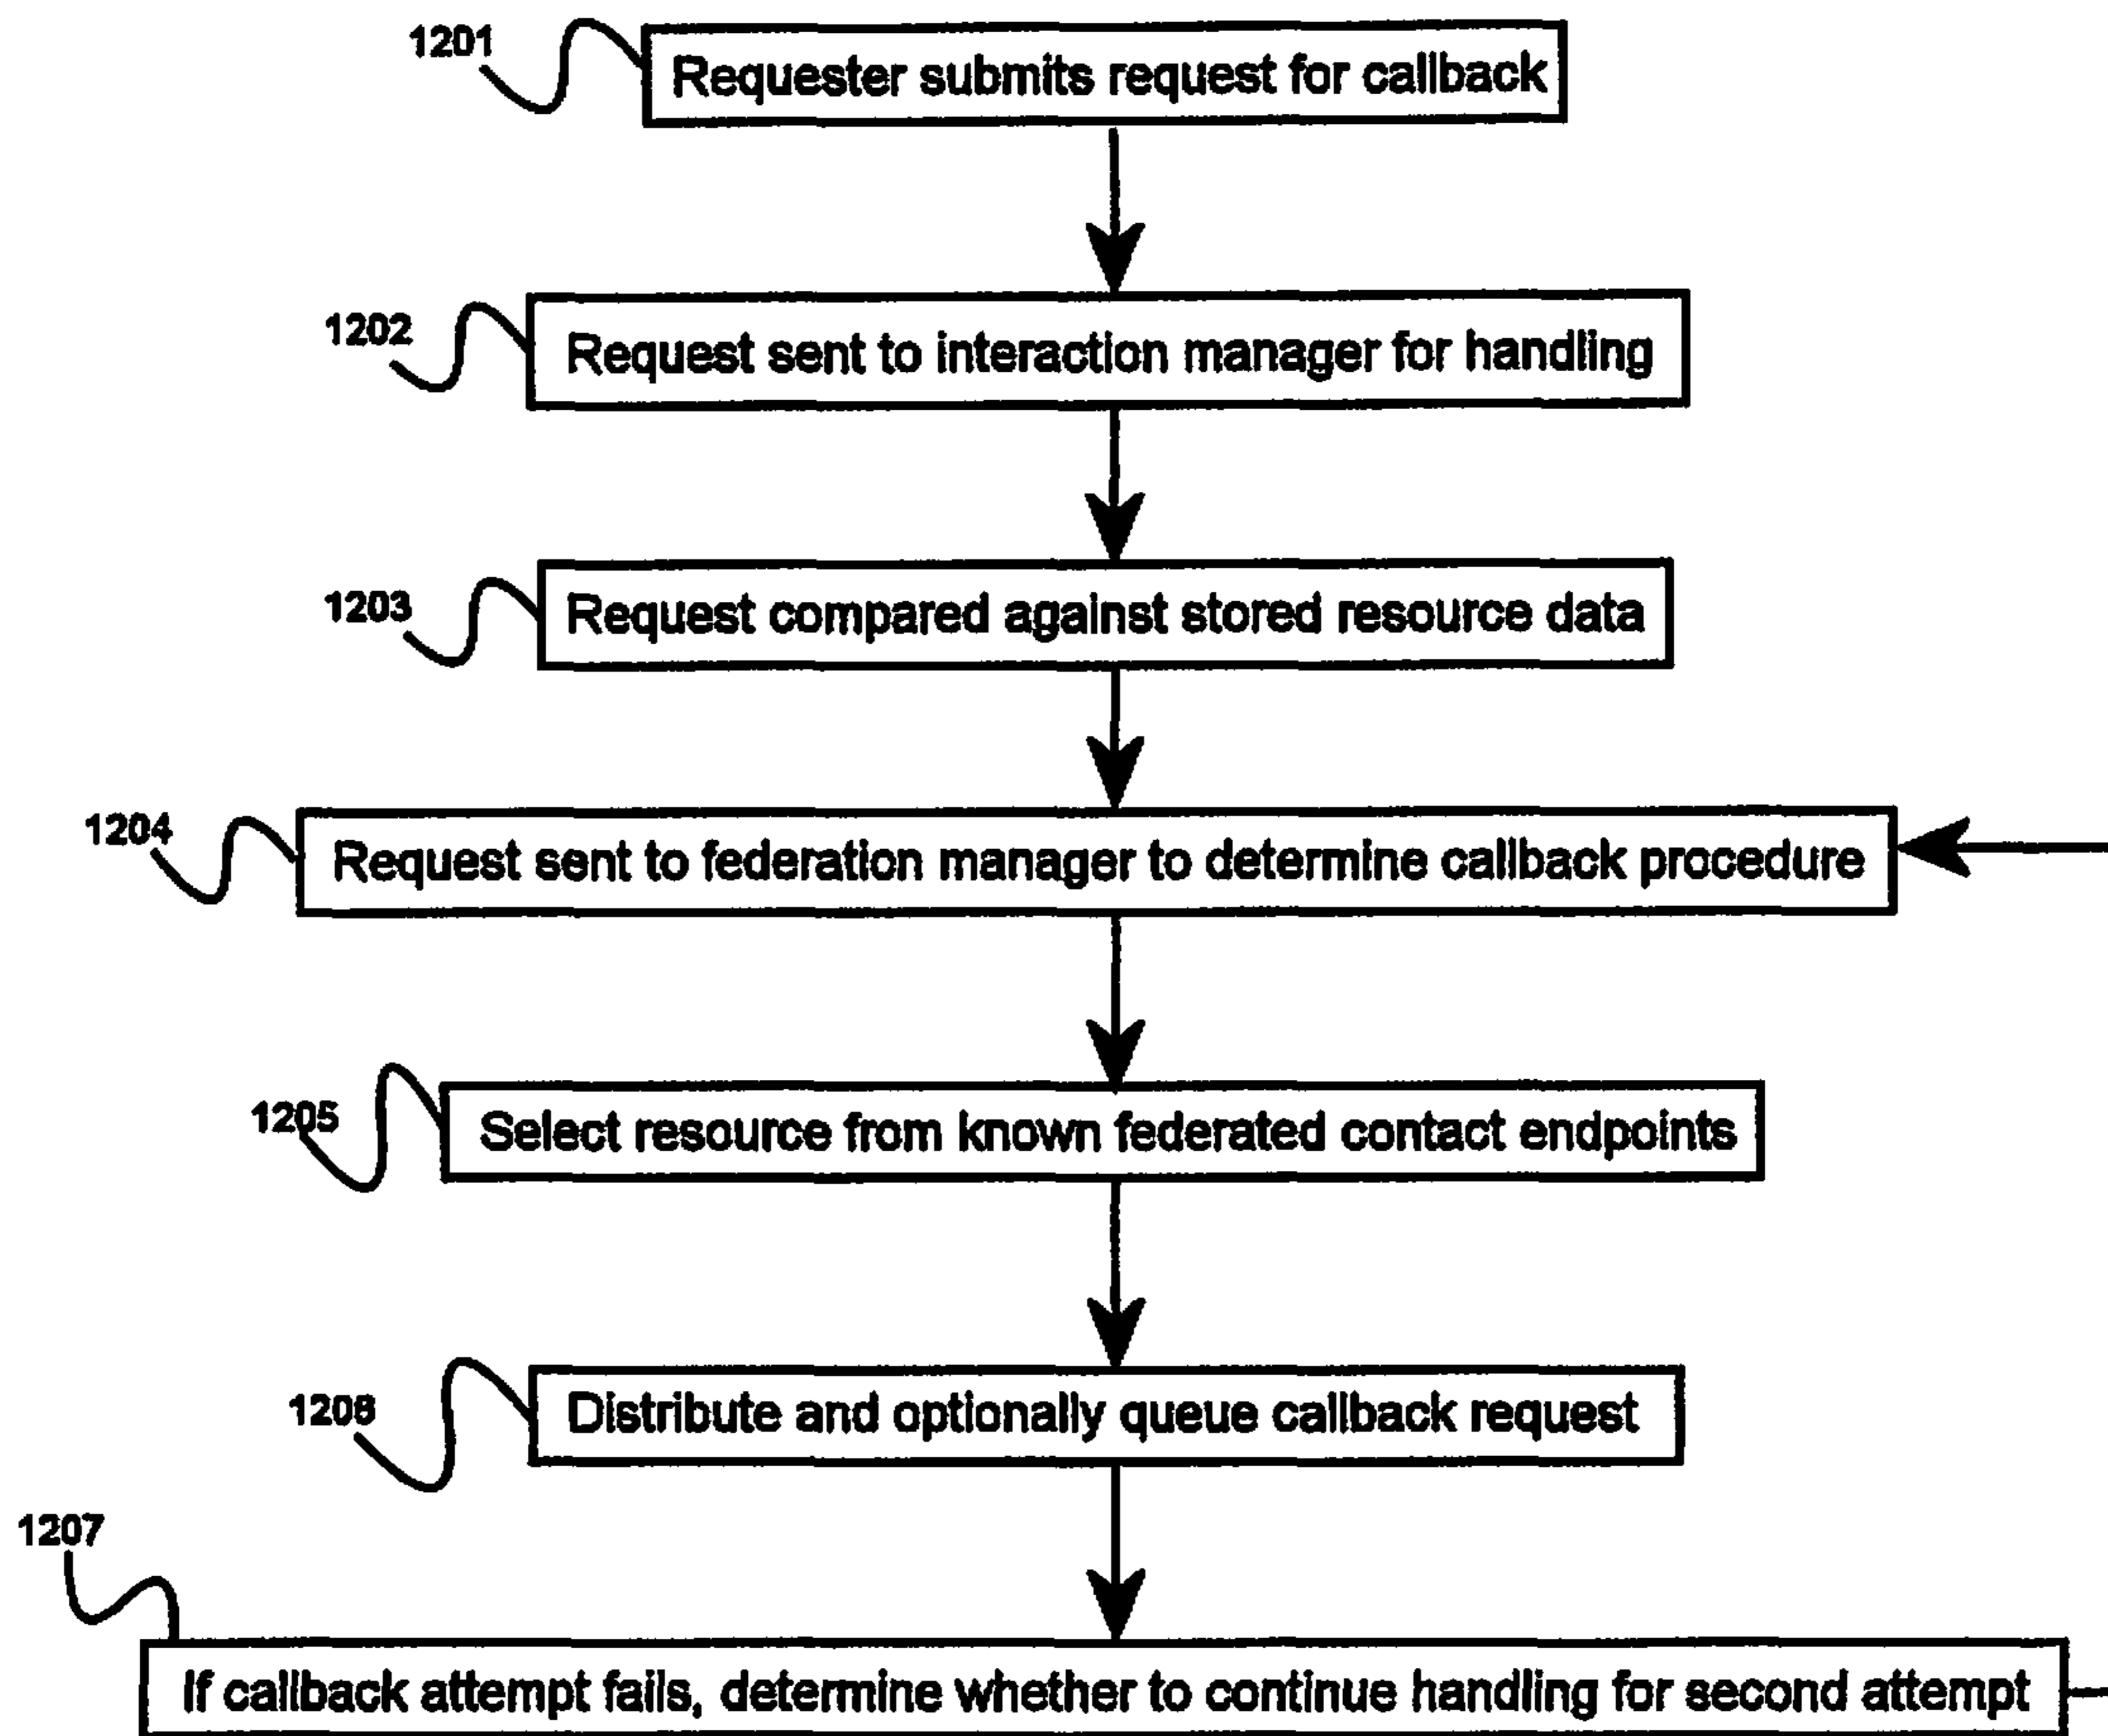 1201
Requester submits request for callback
1202
Request sent to interaction manager for handling
1203
Request compared against stored resource data
1204
Request sent to federation manager to determine callback procedure
1205
Select resource from known federated contact endpoints
1206
Distribute and optionally queue callback request
1207
If callback attempt fails, determine whether to continue handling for second attempt